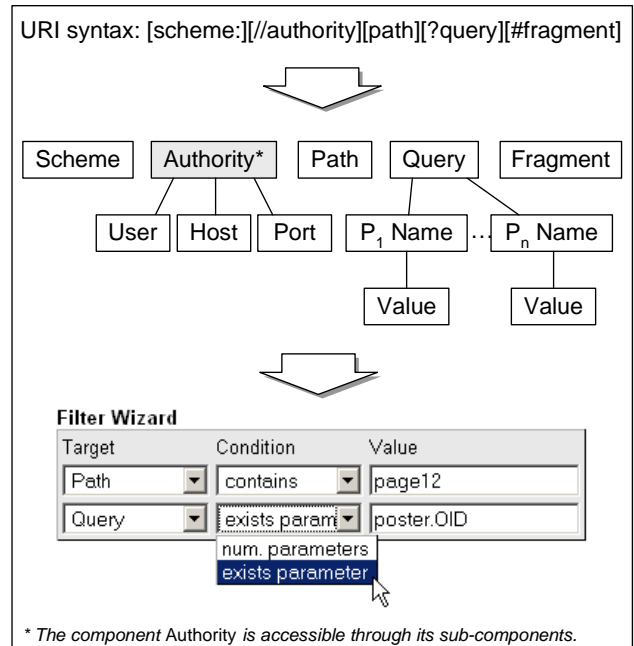 URI syntax: [scheme:][//authority][path][?query][#fragment]
Scheme Authority* Path Query Fragment
User Host Port P1 Name ... Pn Name
Value Value
Filter Wizard
Target Condition Value
Path contains page12
Query exists param poster.OID
num. parameters
exists parameter
* The component Authority is accessible through its sub-components.